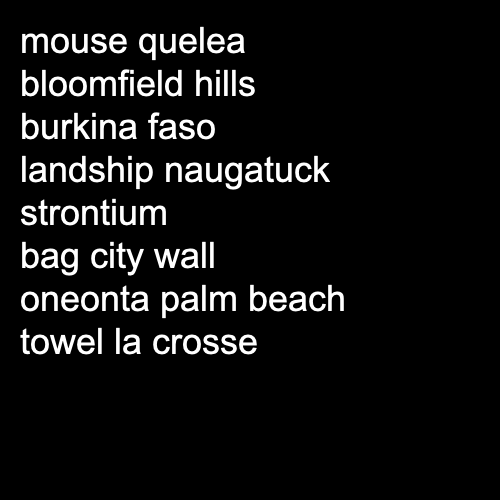 mouse quelea
bloomfield hills
burkina faso
landship naugatuck
strontium
bag city wall
oneonta palm beach
towel la crosse